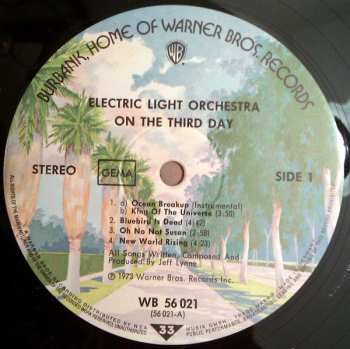 BURBANK, HOME OF WARNER BROS. RECORDS
WB
ELECTRIC LIGHT ORCHESTRA
ON THE THIRD DAY
STEREO
GEMA
SIDE 1
1. a) Ocean Breakup (Instrumental)
b) King Of The Universe (3:50)
2. Bluebird Is Dead (4:42)
3. Oh No Not Susan (3:58)
4. New World Rising (4:23)
All Songs Written, Composed And
Produced By Jeff Lynne
℗ 1973 Warner Bros. Records Inc.
WB 56 021
(56 021-A)
33